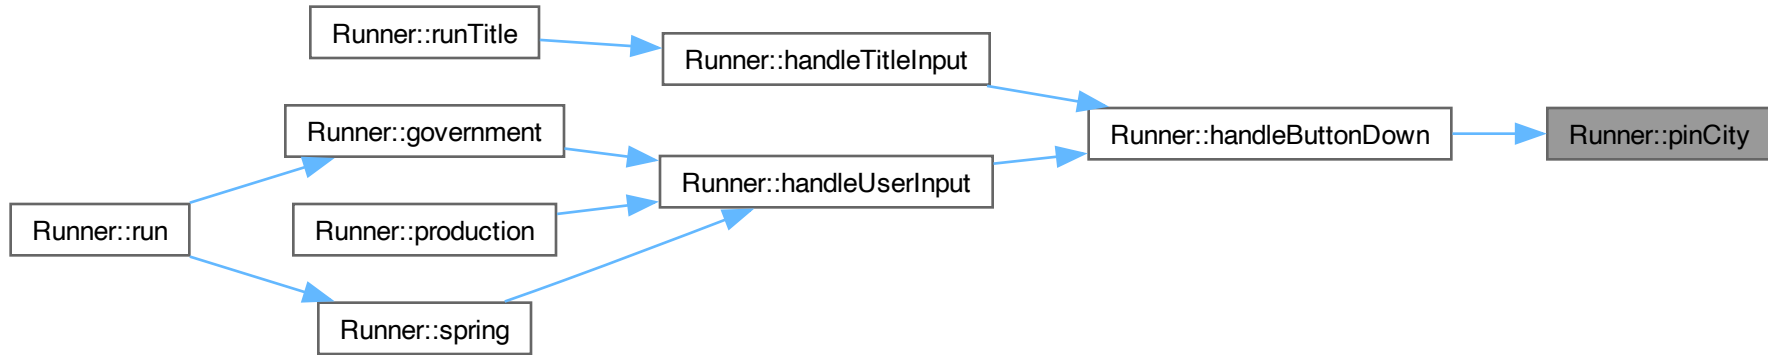 Runner::runTitle
Runner::handleTitleInput
Runner::government
Runner::handleButtonDown
Runner::pinCity
Runner::handleUserInput
Runner::run
Runner::production
Runner::spring